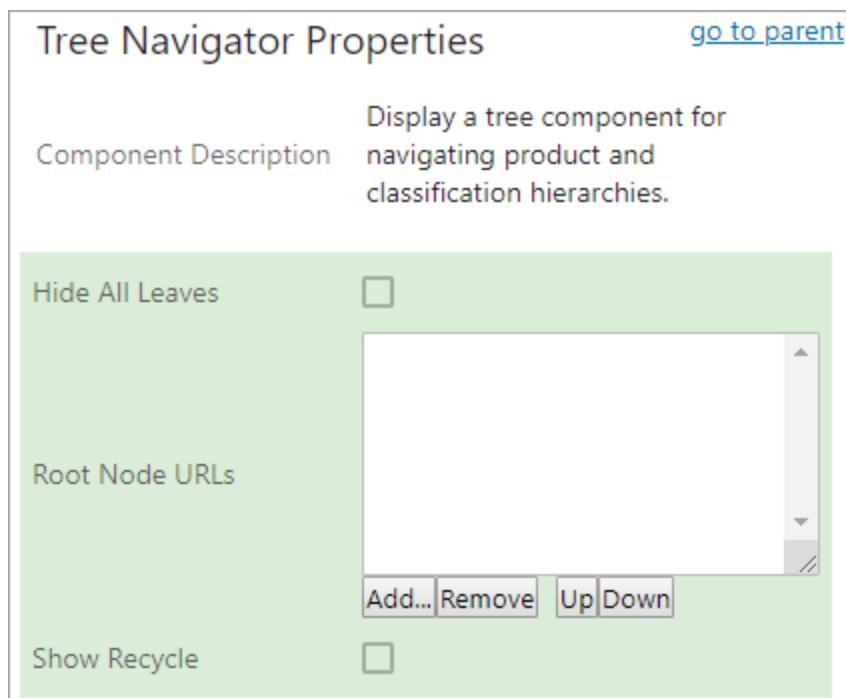 Tree Navigator Properties
go to parent
Component Description
Display a tree component for
navigating product and
classification hierarchies.
Hide All Leaves
Root Node URLs
Add... Remove Up Down
Show Recycle